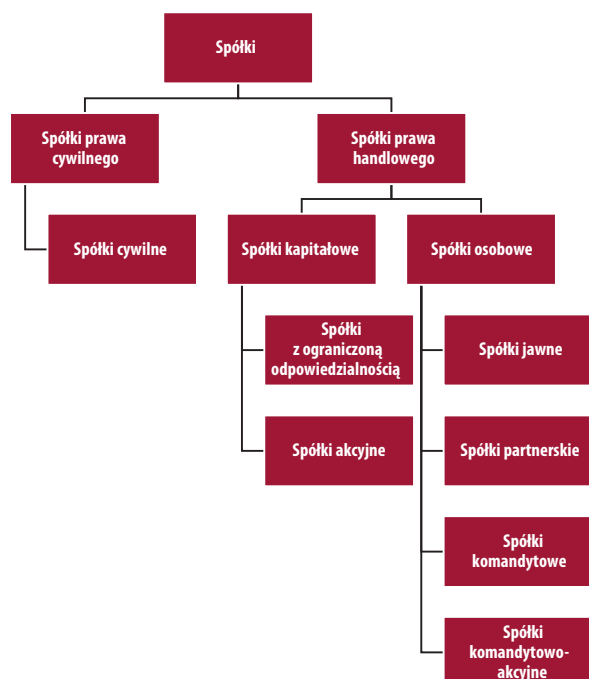 Spółki
Spółki prawa
cywilnego
Spółki prawa
handlowego
Spółki cywilne
Spółki kapitałowe
Spółki osobowe
Spółki
z ograniczoną
odpowiedzialnością
Spółki jawne
Spółki akcyjne
Spółki partnerskie
Spółki
komandytowe
Spółki
komandytowo-
akcyjne